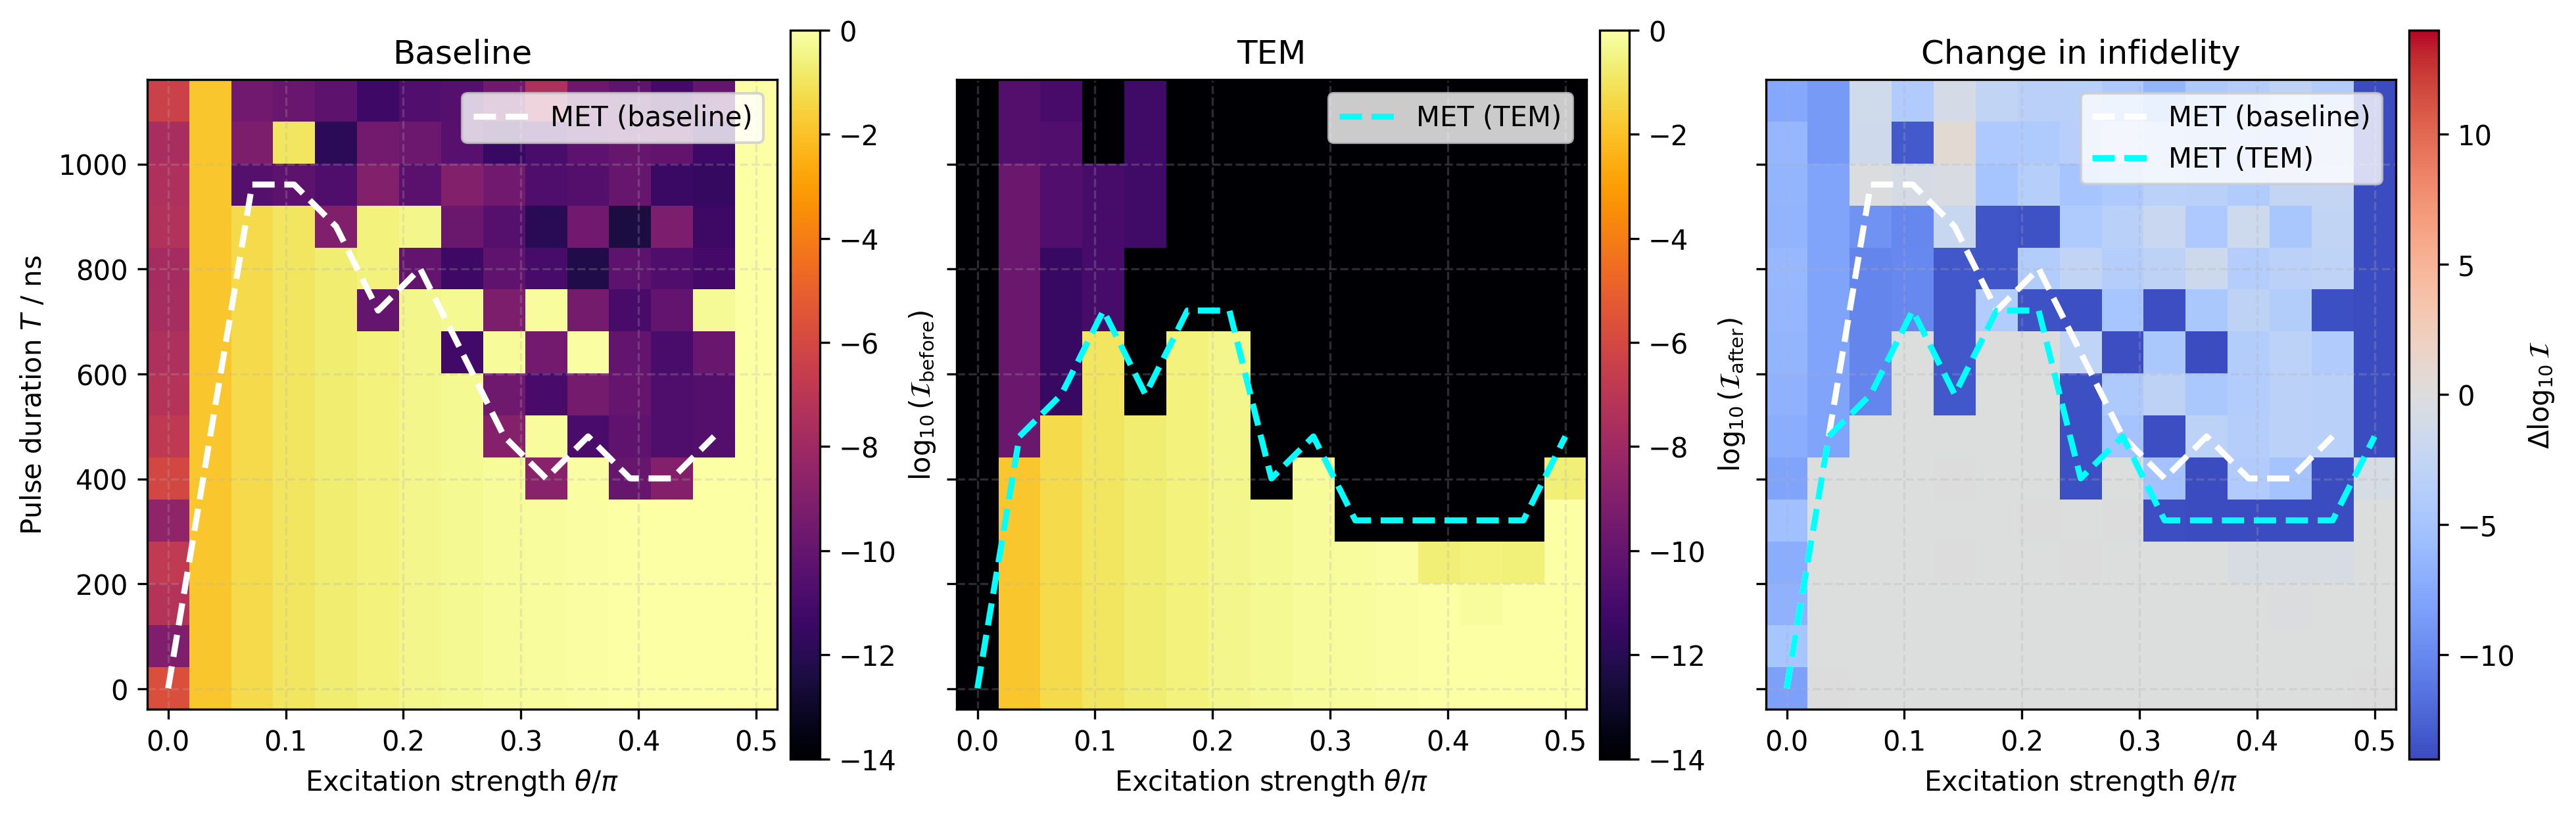 Baseline
MET (baseline)
Pulse duration T / ns
1000
800
600
400
200
0
0.0 0.1 0.2 0.3 0.4 0.5
Excitation strength θ/π
0
−2
−4
−6
−8
−10
−12
−14
log₁₀ (ℐ_before)
TEM
MET (TEM)
0.0 0.1 0.2 0.3 0.4 0.5
Excitation strength θ/π
0
−2
−4
−6
−8
−10
−12
−14
log₁₀ (ℐ_after)
Change in infidelity
MET (baseline)
MET (TEM)
0.0 0.1 0.2 0.3 0.4 0.5
Excitation strength θ/π
10
5
0
−5
−10
Δlog₁₀ ℐ